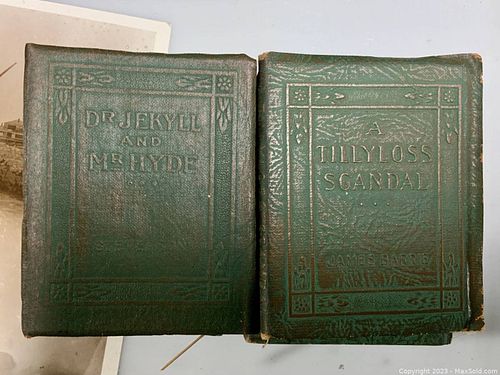 DR. JEKYLL
AND
MR. HYDE
A
TILLYLOSS
SCANDAL
JAMES BARRIE
Copyright 2023 - MaxSold.com